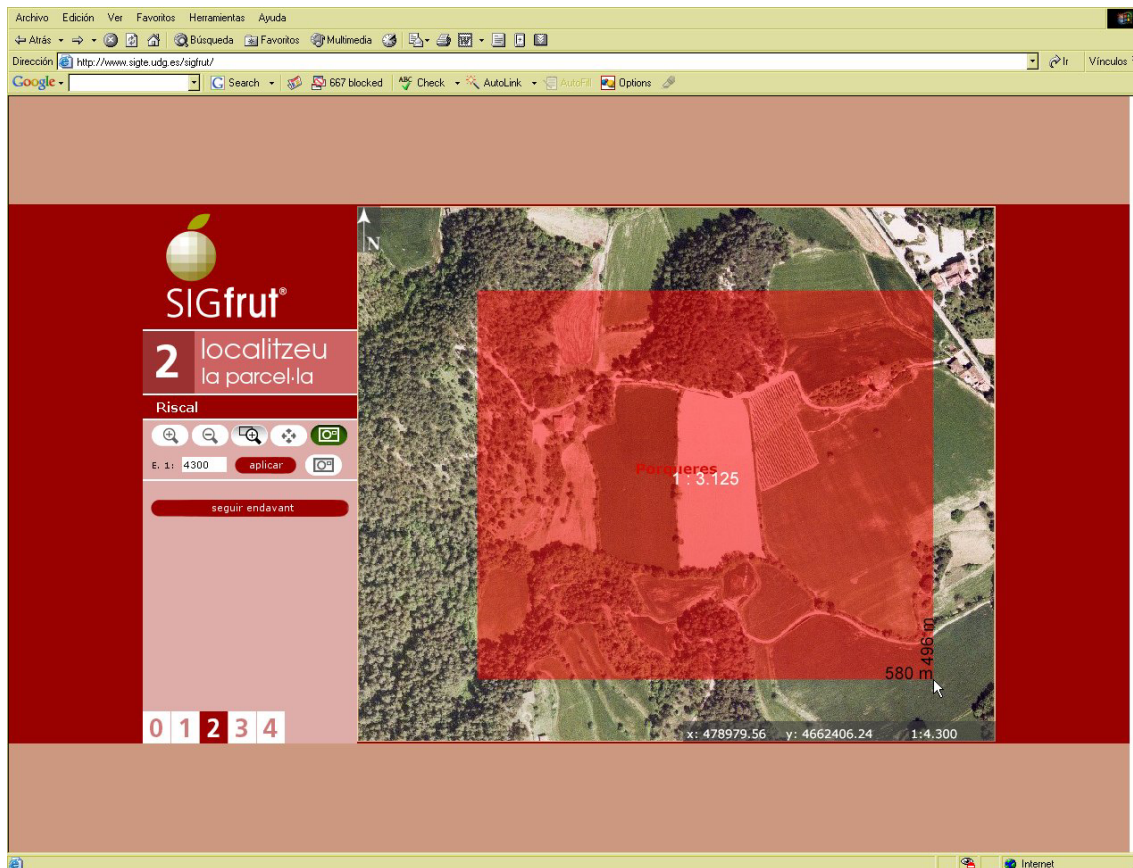 Archivo Edición Ver Favoritos Herramientas Ayuda
Atrás Búsqueda Favoritos Multimedia
Dirección http://www.sigte.udg.es/sigfrut/ Ir Vínculos
Google Search 667 blocked Check AutoLink AutoFill Options
N
SIGfrut®
2 localitzeu
la parcel·la
Riscal
E. 1: 4300 aplicar
seguir endavant
Porqueres
1 : 3.125
496 m
580 m
0 1 2 3 4
x: 478979.56 y: 4662406.24 1:4.300
Internet